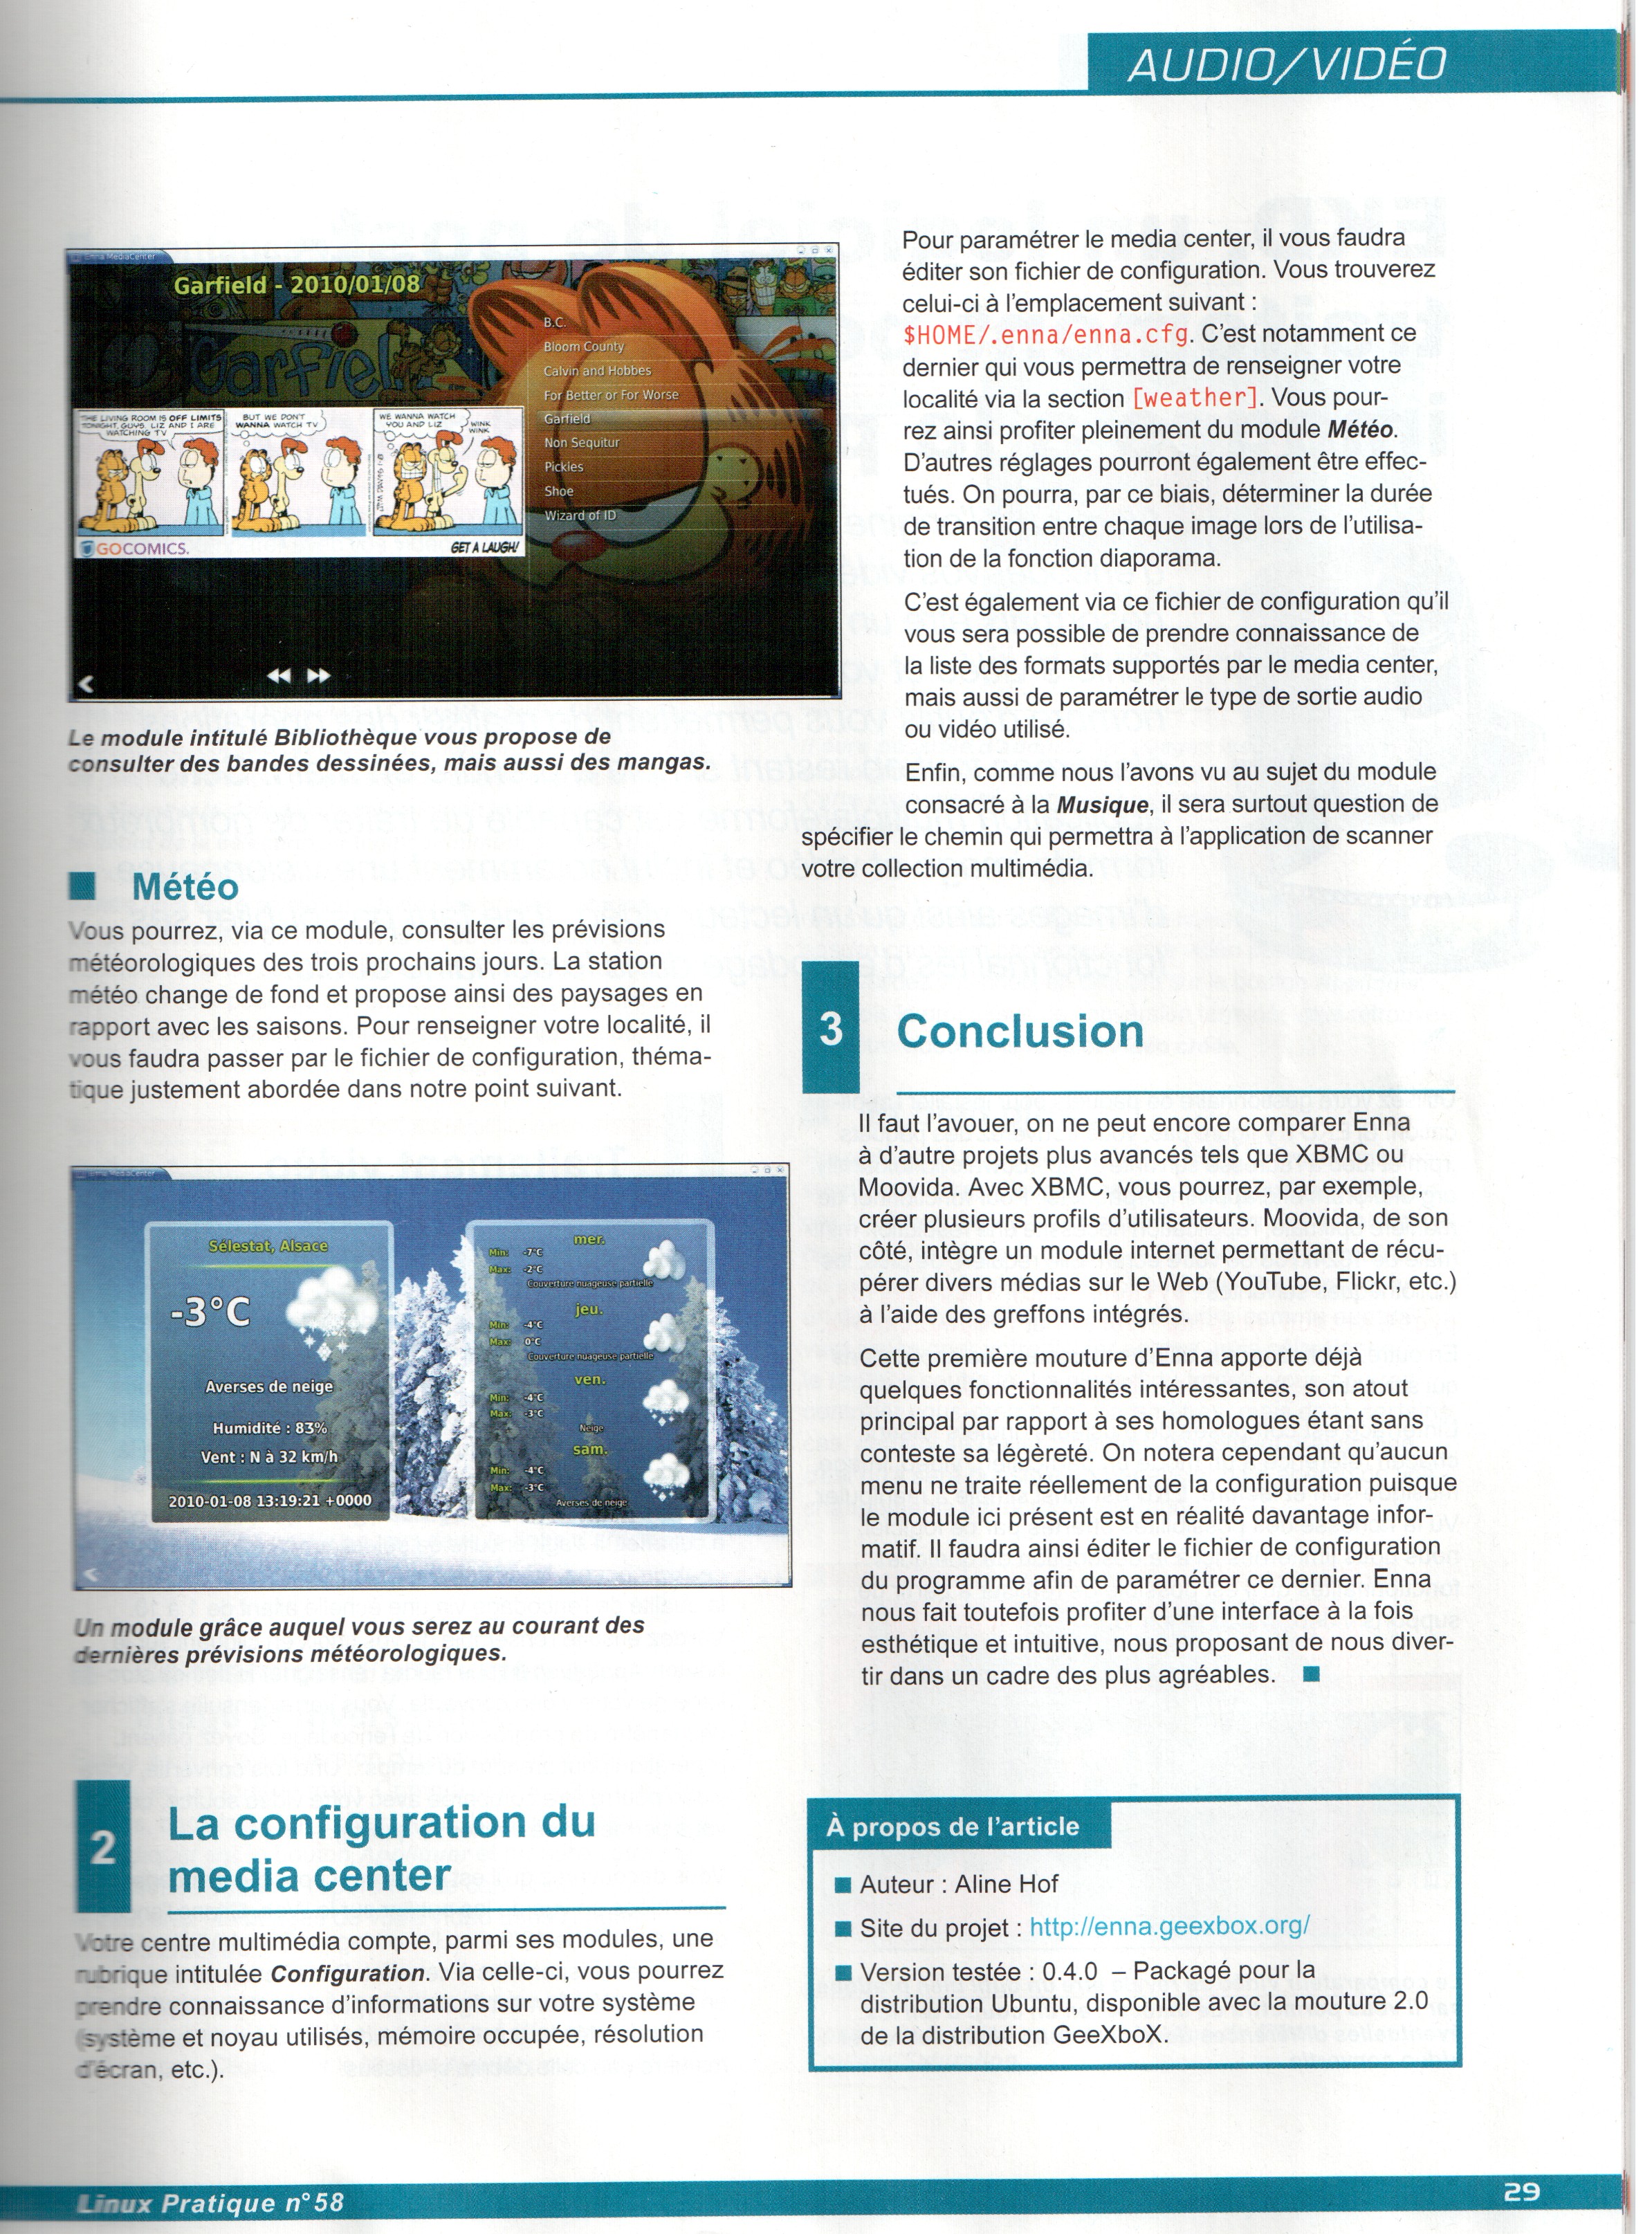 AUDIO/VIDÉO
Enna MediaCenter
Garfield - 2010/01/08
B.C.
Bloom County
Calvin and Hobbes
For Better or For Worse
Garfield
Non Sequitur
Pickles
Shoe
Wizard of ID
THE LIVING ROOM IS OFF LIMITS
TONIGHT, GUYS. LIZ AND I ARE
WATCHING TV
BUT WE DON'T
WANNA WATCH TV
WE WANNA WATCH
YOU AND LIZ
WINK
WINK
GOCOMICS.
GET A LAUGH!
Le module intitulé Bibliothèque vous propose de
consulter des bandes dessinées, mais aussi des mangas.
Météo
Vous pourrez, via ce module, consulter les prévisions
météorologiques des trois prochains jours. La station
météo change de fond et propose ainsi des paysages en
rapport avec les saisons. Pour renseigner votre localité, il
vous faudra passer par le fichier de configuration, théma-
tique justement abordée dans notre point suivant.
Enna MediaCenter
Sélestat, Alsace
-3°C
Averses de neige
Humidité : 83%
Vent : N à 32 km/h
2010-01-08 13:19:21 +0000
mer.
Min: -7°C
Max: -2°C
Couverture nuageuse partielle
jeu.
Min: -4°C
Max: 0°C
Couverture nuageuse partielle
ven.
Min: -4°C
Max: -3°C
Neige
sam.
Min: -4°C
Max: -3°C
Averses de neige
Un module grâce auquel vous serez au courant des
dernières prévisions météorologiques.
2
La configuration du
media center
Votre centre multimédia compte, parmi ses modules, une
rubrique intitulée Configuration. Via celle-ci, vous pourrez
prendre connaissance d'informations sur votre système
(système et noyau utilisés, mémoire occupée, résolution
d'écran, etc.).
Pour paramétrer le media center, il vous faudra
éditer son fichier de configuration. Vous trouverez
celui-ci à l'emplacement suivant :
$HOME/.enna/enna.cfg. C'est notamment ce
dernier qui vous permettra de renseigner votre
localité via la section [weather]. Vous pour-
rez ainsi profiter pleinement du module Météo.
D'autres réglages pourront également être effec-
tués. On pourra, par ce biais, déterminer la durée
de transition entre chaque image lors de l'utilisa-
tion de la fonction diaporama.
C'est également via ce fichier de configuration qu'il
vous sera possible de prendre connaissance de
la liste des formats supportés par le media center,
mais aussi de paramétrer le type de sortie audio
ou vidéo utilisé.
Enfin, comme nous l'avons vu au sujet du module
consacré à la Musique, il sera surtout question de
spécifier le chemin qui permettra à l'application de scanner
votre collection multimédia.
3
Conclusion
Il faut l'avouer, on ne peut encore comparer Enna
à d'autre projets plus avancés tels que XBMC ou
Moovida. Avec XBMC, vous pourrez, par exemple,
créer plusieurs profils d'utilisateurs. Moovida, de son
côté, intègre un module internet permettant de récu-
pérer divers médias sur le Web (YouTube, Flickr, etc.)
à l'aide des greffons intégrés.
Cette première mouture d'Enna apporte déjà
quelques fonctionnalités intéressantes, son atout
principal par rapport à ses homologues étant sans
conteste sa légèreté. On notera cependant qu'aucun
menu ne traite réellement de la configuration puisque
le module ici présent est en réalité davantage infor-
matif. Il faudra ainsi éditer le fichier de configuration
du programme afin de paramétrer ce dernier. Enna
nous fait toutefois profiter d'une interface à la fois
esthétique et intuitive, nous proposant de nous diver-
tir dans un cadre des plus agréables.
À propos de l'article
Auteur : Aline Hof
Site du projet : http://enna.geexbox.org/
Version testée : 0.4.0 – Packagé pour la
distribution Ubuntu, disponible avec la mouture 2.0
de la distribution GeeXboX.
Linux Pratique n°58
29